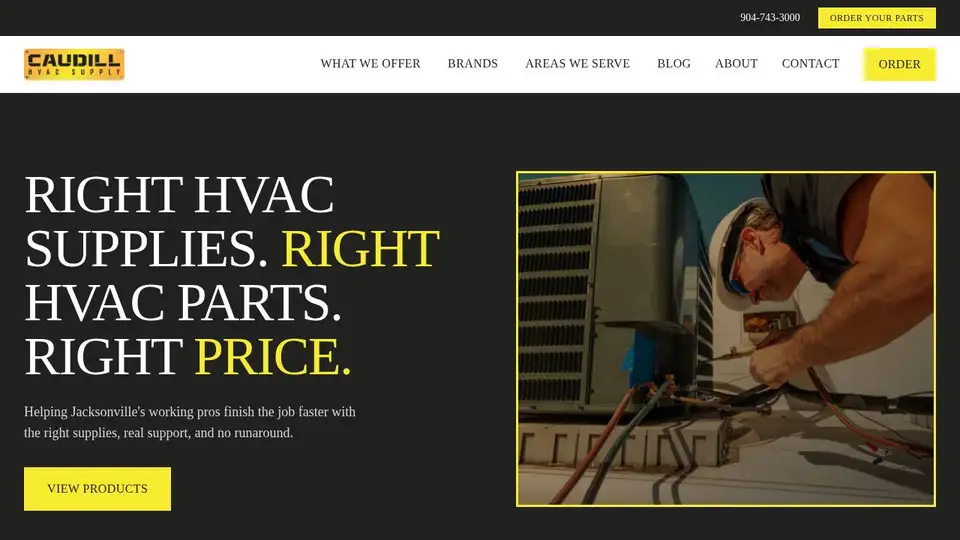 904-743-3000
ORDER YOUR PARTS
CAUDILL
HVAC SUPPLY
WHAT WE OFFER
BRANDS
AREAS WE SERVE
BLOG
ABOUT
CONTACT
ORDER
RIGHT HVAC
SUPPLIES. RIGHT
HVAC PARTS.
RIGHT PRICE.
Helping Jacksonville's working pros finish the job faster with
the right supplies, real support, and no runaround.
VIEW PRODUCTS